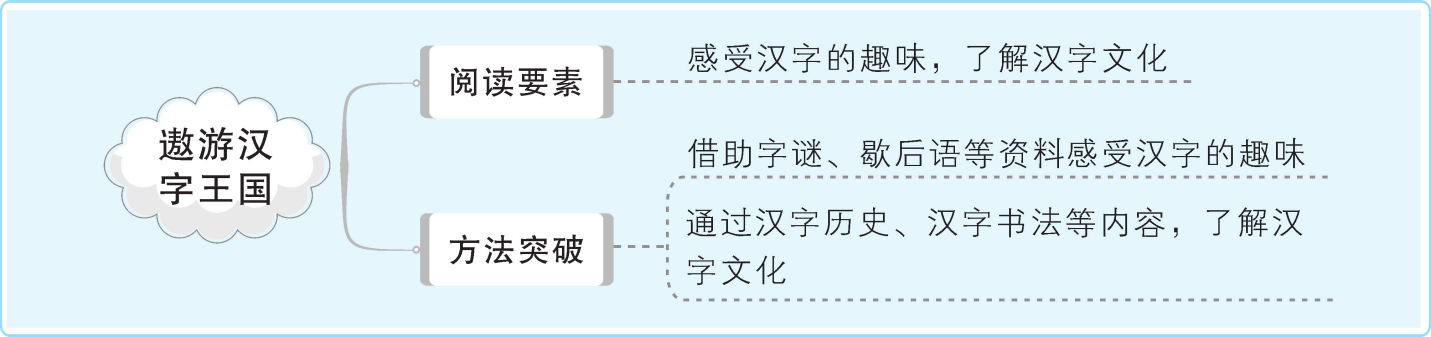 遨游汉
字王国
阅读要素
感受汉字的趣味，了解汉字文化
方法突破
借助字谜、歇后语等资料感受汉字的趣味
通过汉字历史、汉字书法等内容，了解汉
字文化